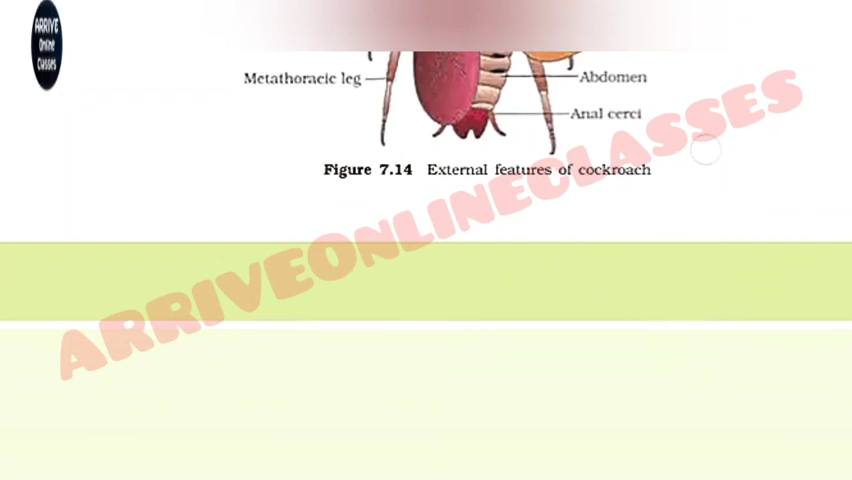 ARRIVE
Online
Classes
Metathoracic leg
Abdomen
Anal cerci
Figure 7.14 External features of cockroach
ARRIVEONLINECLASSES